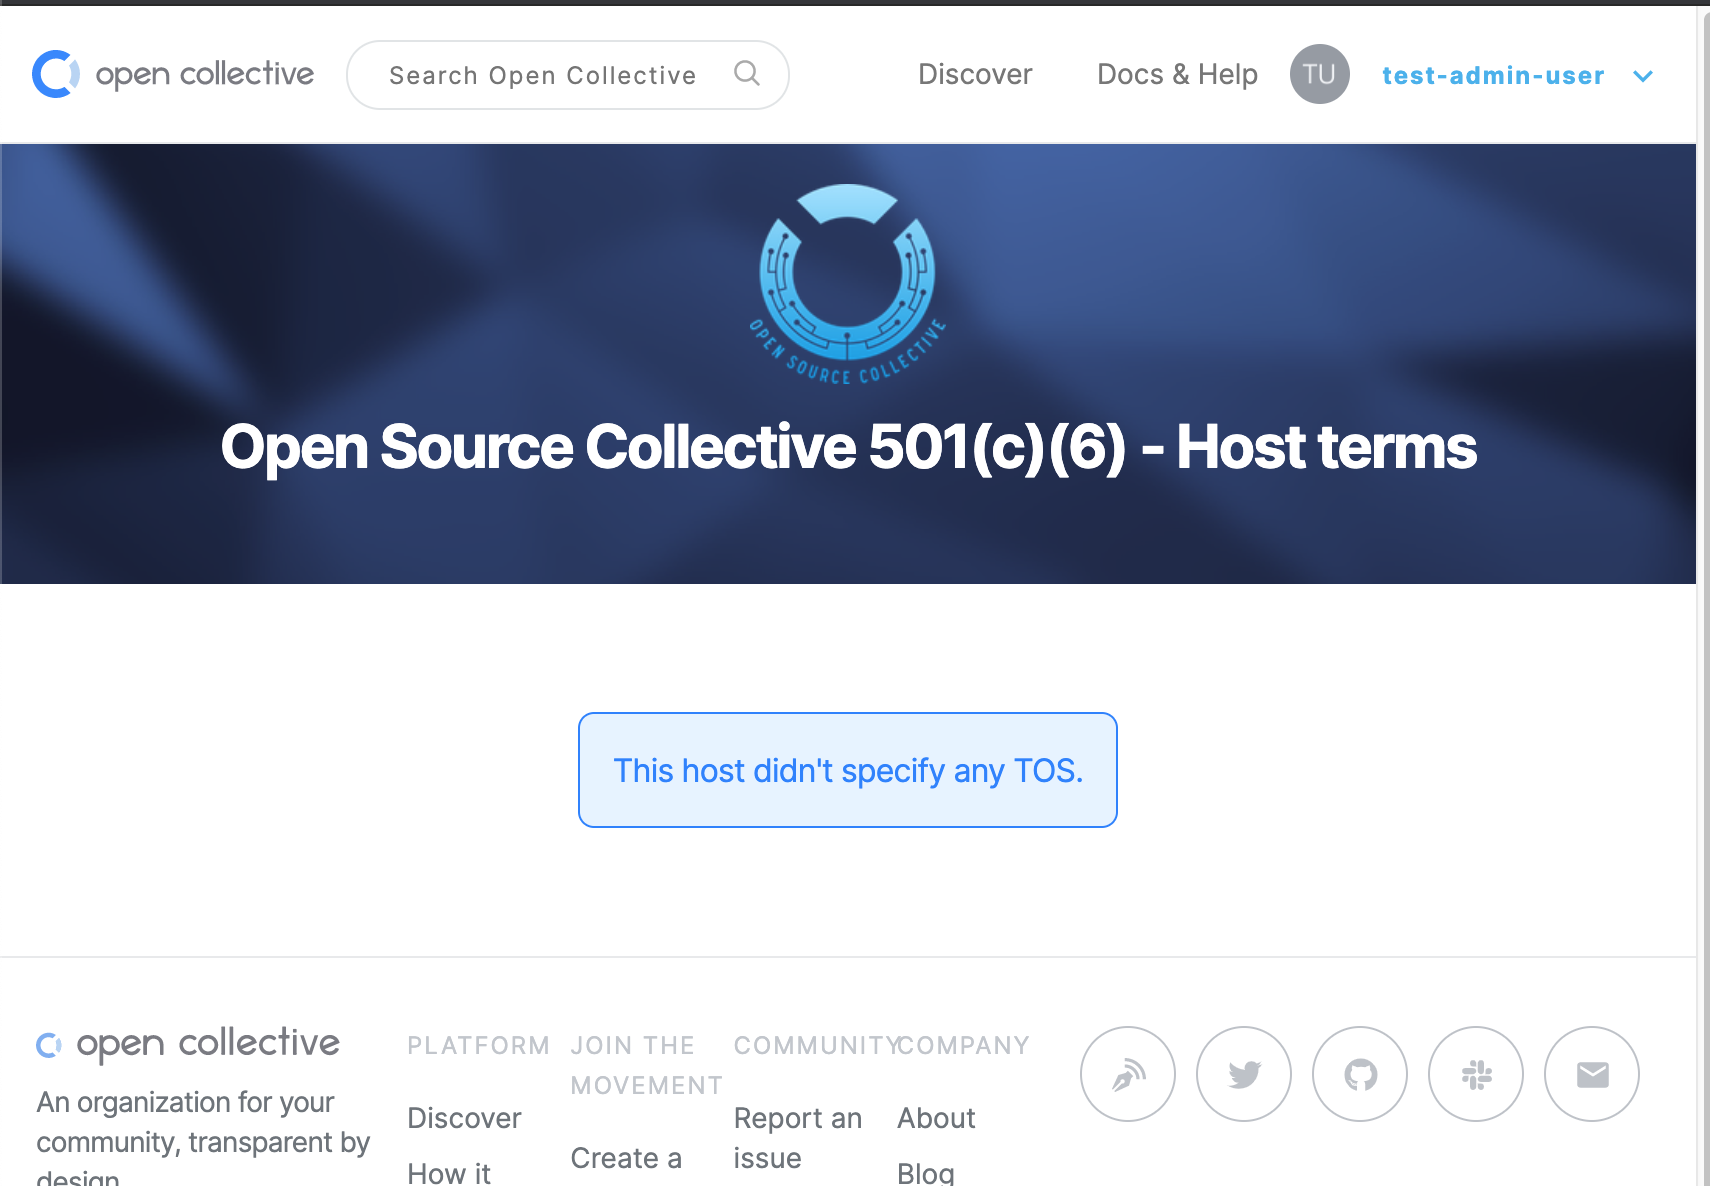 open collective
Search Open Collective
Discover
Docs & Help
TU
test-admin-user
OPEN SOURCE COLLECTIVE
Open Source Collective 501(c)(6) - Host terms
This host didn't specify any TOS.
open collective
An organization for your
community, transparent by
design.
PLATFORM
Discover
How it
JOIN THE
MOVEMENT
Create a
COMMUNITY
Report an
issue
COMPANY
About
Blog